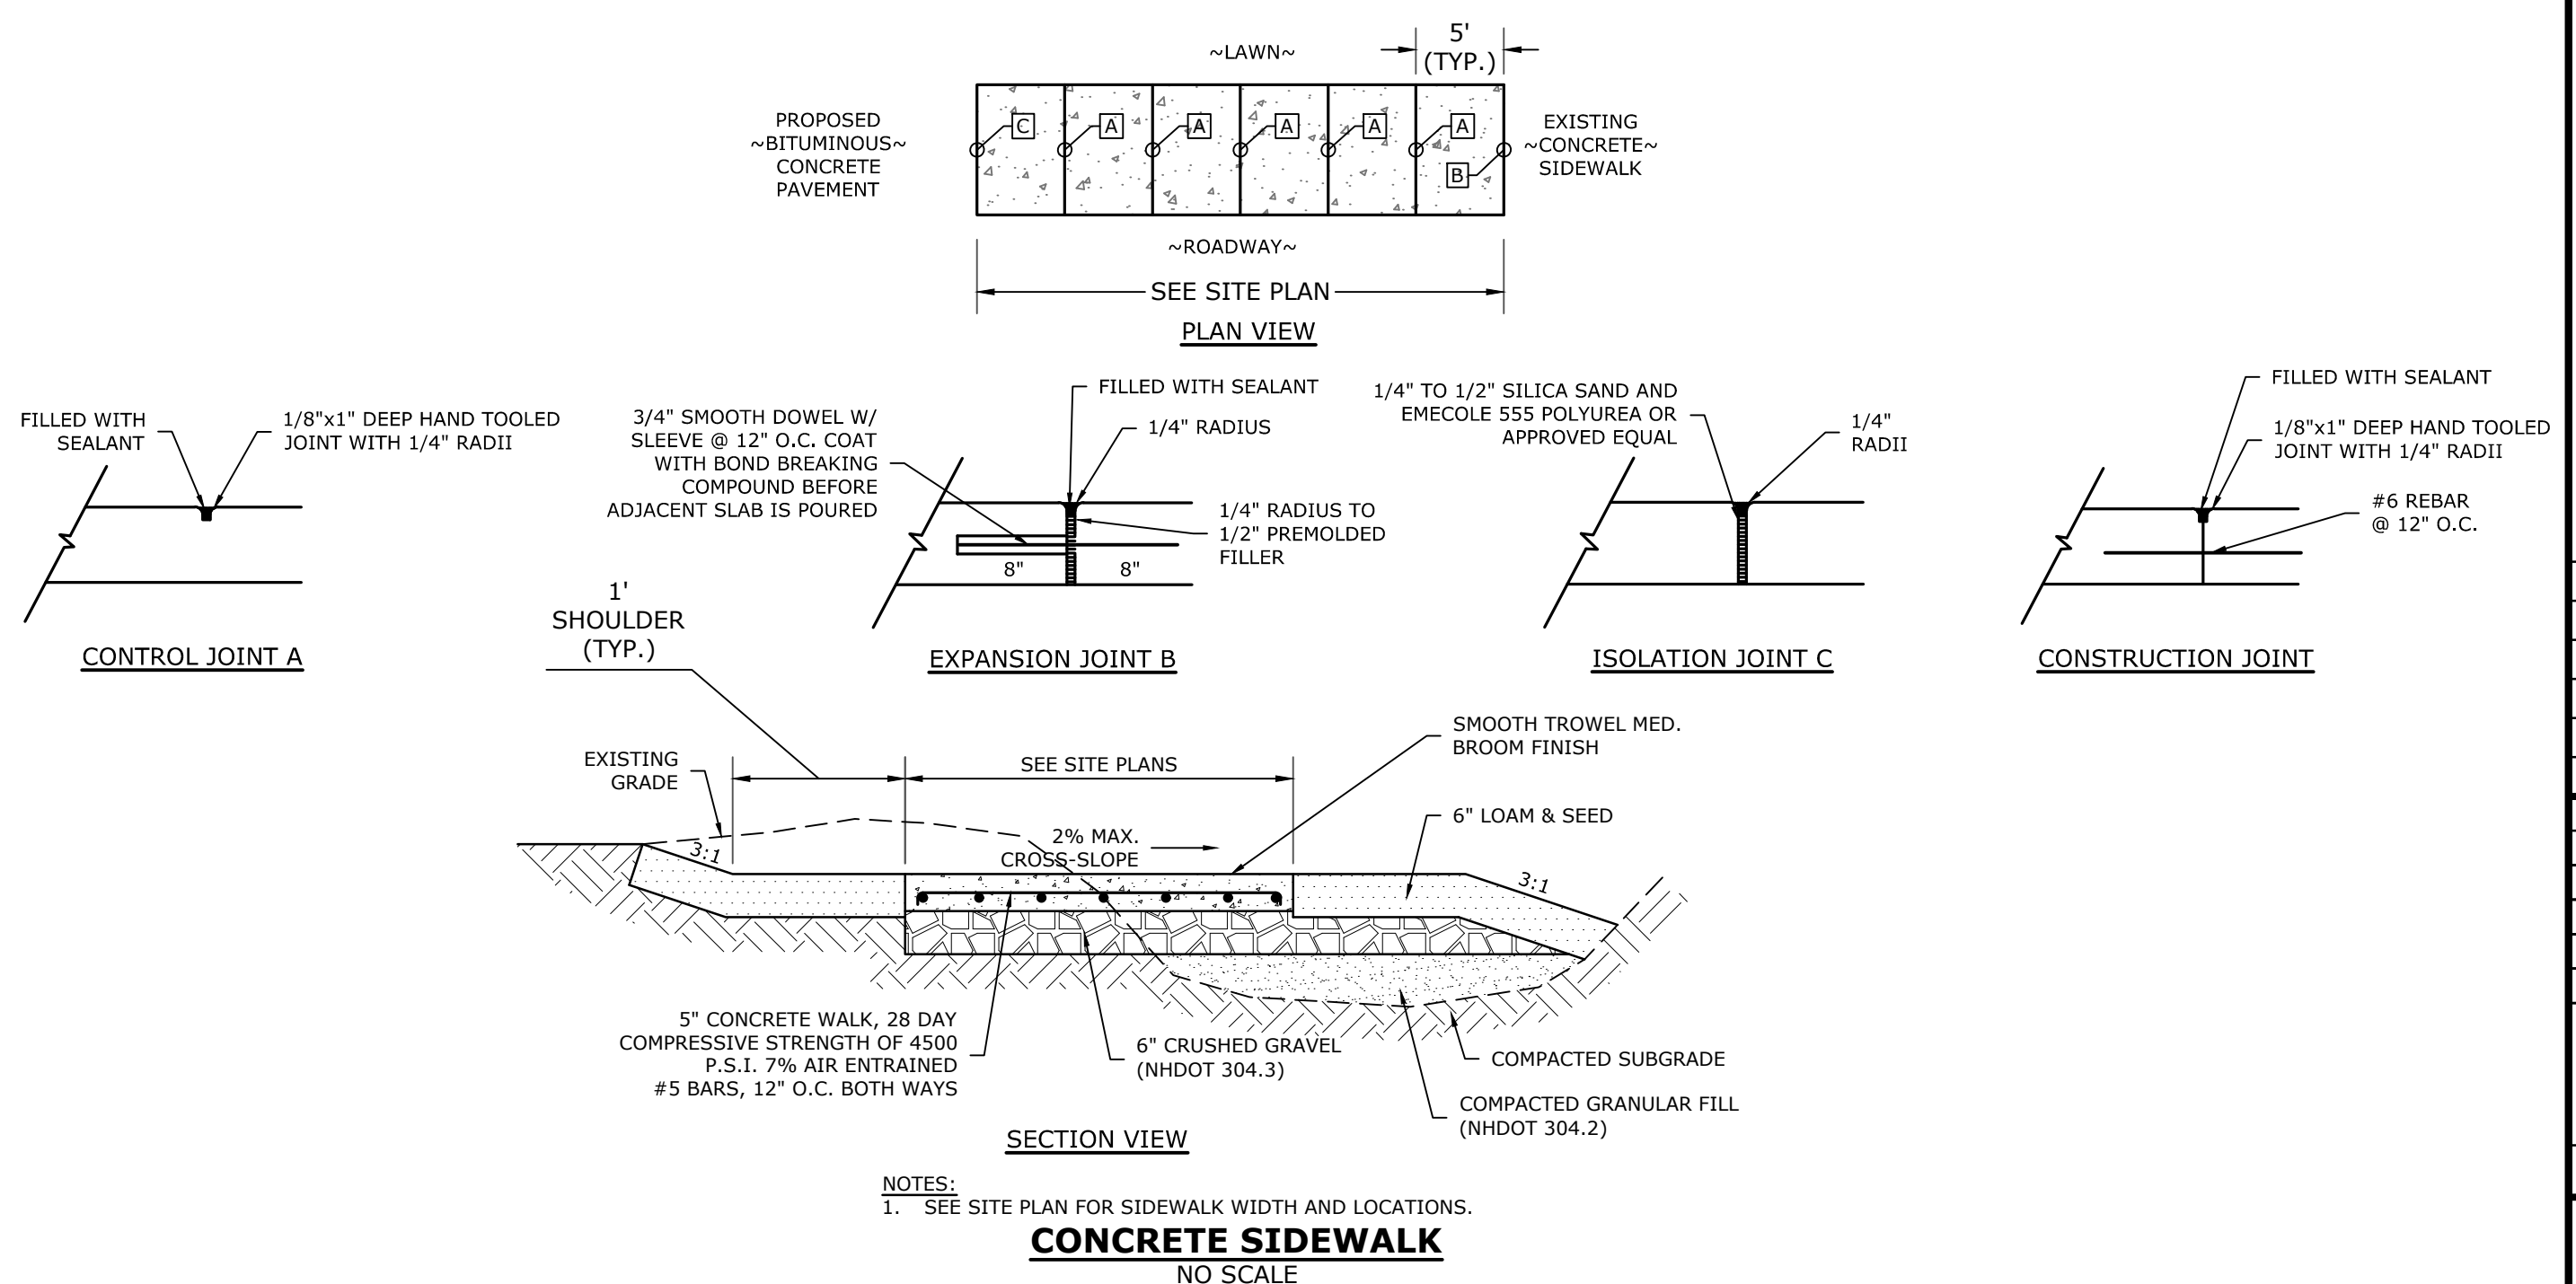 ~LAWN~
5'
(TYP.)
PROPOSED
~BITUMINOUS~
CONCRETE
PAVEMENT
C
A
A
A
A
A
B
EXISTING
~CONCRETE~
SIDEWALK
~ROADWAY~
SEE SITE PLAN
PLAN VIEW
FILLED WITH
SEALANT
1/8"x1" DEEP HAND TOOLED
JOINT WITH 1/4" RADII
CONTROL JOINT A
3/4" SMOOTH DOWEL W/
SLEEVE @ 12" O.C. COAT
WITH BOND BREAKING
COMPOUND BEFORE
ADJACENT SLAB IS POURED
FILLED WITH SEALANT
1/4" RADIUS
1/4" RADIUS TO
1/2" PREMOLDED
FILLER
8"
8"
EXPANSION JOINT B
1/4" TO 1/2" SILICA SAND AND
EMECOLE 555 POLYUREA OR
APPROVED EQUAL
1/4"
RADII
ISOLATION JOINT C
FILLED WITH SEALANT
1/8"x1" DEEP HAND TOOLED
JOINT WITH 1/4" RADII
#6 REBAR
@ 12" O.C.
CONSTRUCTION JOINT
1'
SHOULDER
(TYP.)
EXISTING
GRADE
SEE SITE PLANS
SMOOTH TROWEL MED.
BROOM FINISH
6" LOAM & SEED
3:1
2% MAX.
CROSS-SLOPE
3:1
5" CONCRETE WALK, 28 DAY
COMPRESSIVE STRENGTH OF 4500
P.S.I. 7% AIR ENTRAINED
#5 BARS, 12" O.C. BOTH WAYS
6" CRUSHED GRAVEL
(NHDOT 304.3)
COMPACTED SUBGRADE
COMPACTED GRANULAR FILL
(NHDOT 304.2)
SECTION VIEW
NOTES:
1. SEE SITE PLAN FOR SIDEWALK WIDTH AND LOCATIONS.
CONCRETE SIDEWALK
NO SCALE